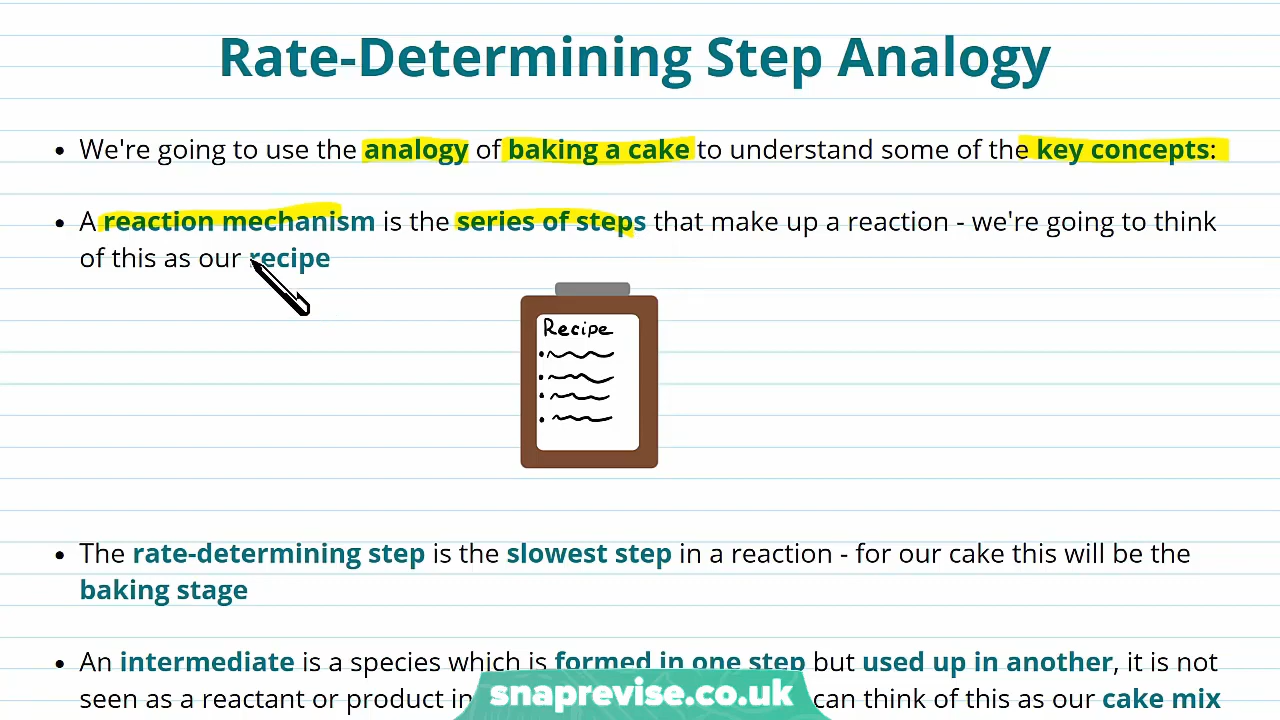 Rate-Determining Step Analogy
• We're going to use the analogy of baking a cake to understand some of the key concepts:
• A reaction mechanism is the series of steps that make up a reaction - we're going to think
of this as our recipe
Recipe
• The rate-determining step is the slowest step in a reaction - for our cake this will be the
baking stage
• An intermediate is a species which is formed in one step but used up in another, it is not
seen as a reactant or product in can think of this as our cake mix
snaprevise.co.uk